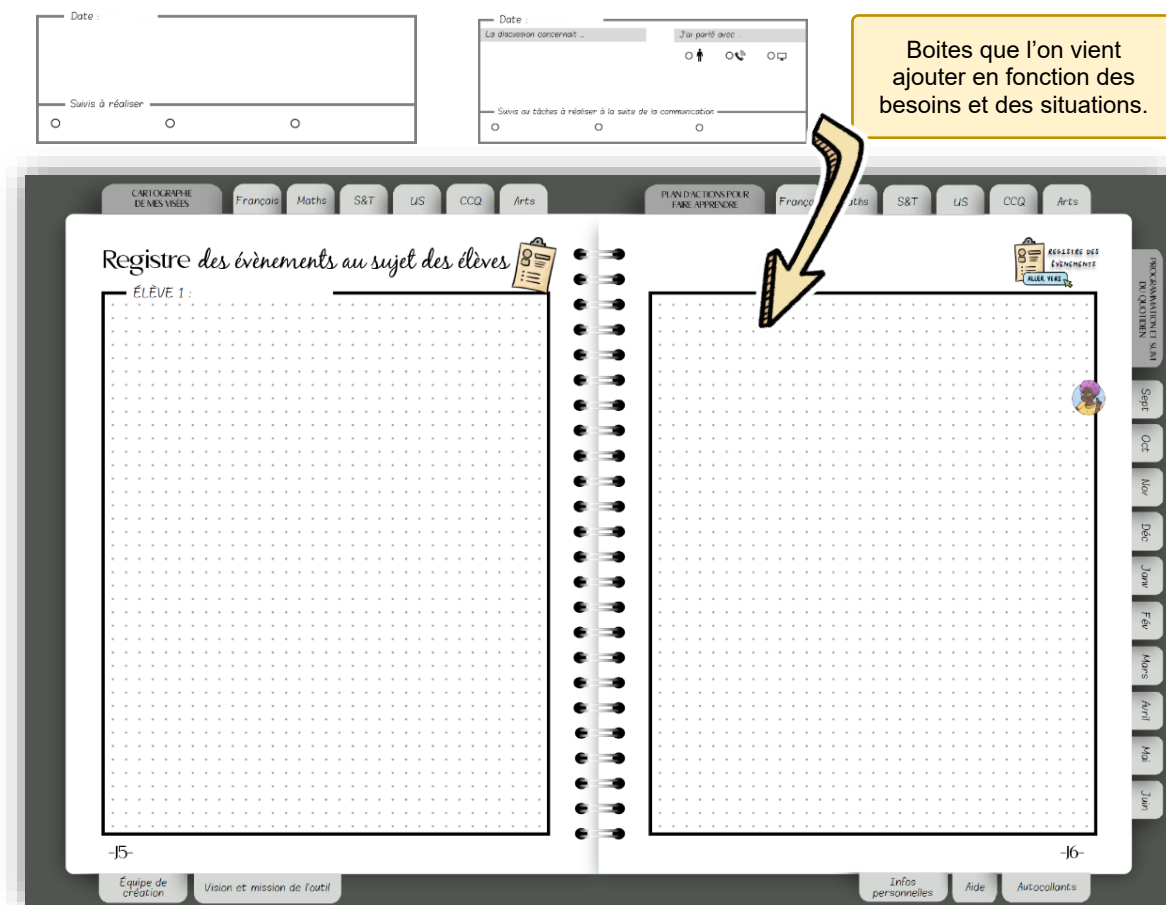 Date :
Suivis à réaliser
Date :
La discussion concernait ...
J'ai parlé avec ...
Suivis ou tâches à réaliser à la suite de la communication
Boites que l'on vient
ajouter en fonction des
besoins et des situations.
CARTOGRAPHIE
DE MES VISÉES
Français
Maths
S&T
US
CCQ
Arts
PLAN D'ACTIONS POUR
FAIRE APPRENDRE
S&T
US
CCQ
Arts
Registre des évènements au sujet des élèves
ÉLÈVE 1 :
REGISTRE DES
ÉVÈNEMENTS
ALLER VERS
PROGRAMMATION ET SUIVI
DU QUOTIDIEN
Sept
Oct
Nov
Déc
Janv
Fév
Mars
Avril
Mai
Juin
-15-
-16-
Équipe de
création
Vision et mission de l'outil
Infos
personnelles
Aide
Autocollants